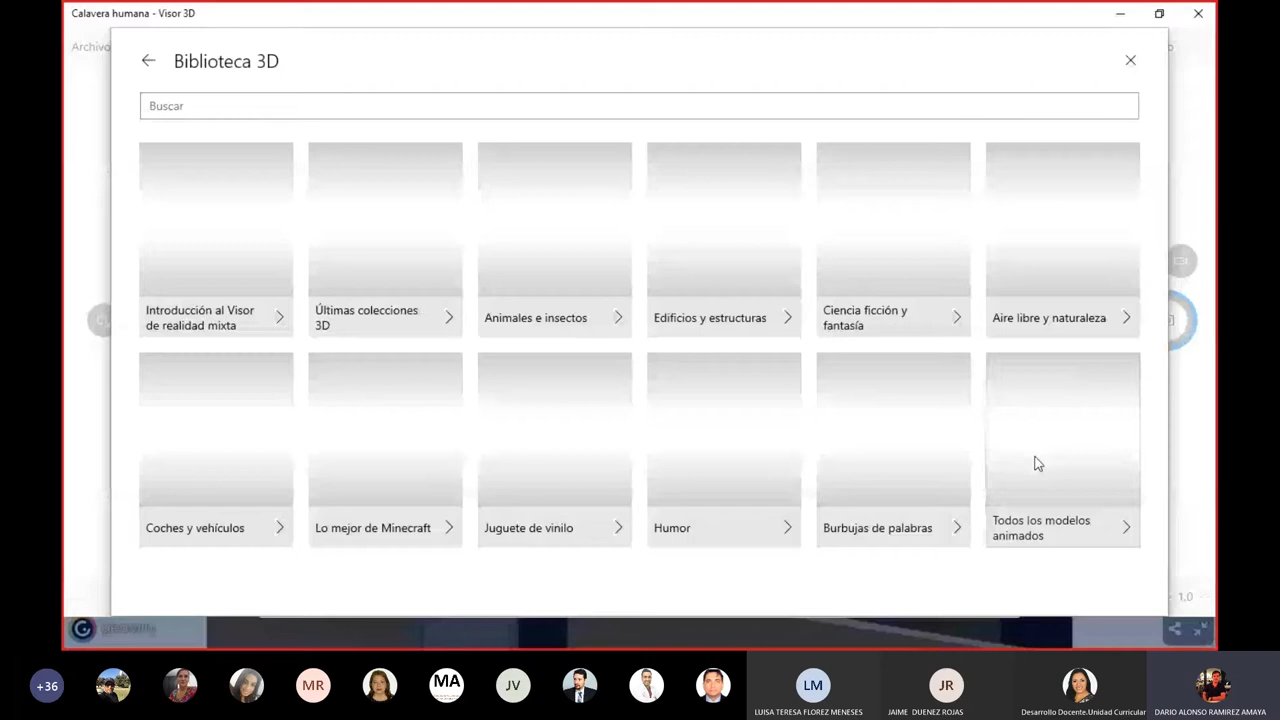 Calavera humana - Visor 3D
Archivo
Biblioteca 3D
Buscar
Introducción al Visor
de realidad mixta
Últimas colecciones
3D
Animales e insectos
Edificios y estructuras
Ciencia ficción y
fantasía
Aire libre y naturaleza
Coches y vehículos
Lo mejor de Minecraft
Juguete de vinilo
Humor
Burbujas de palabras
Todos los modelos
animados
1,0
+36
MR
MA
JV
LM
JR
LUISA TERESA FLOREZ MENESES
JAIME DUENEZ ROJAS
Desarrollo Docente.Unidad Curricular
DARIO ALONSO RAMIREZ AMAYA